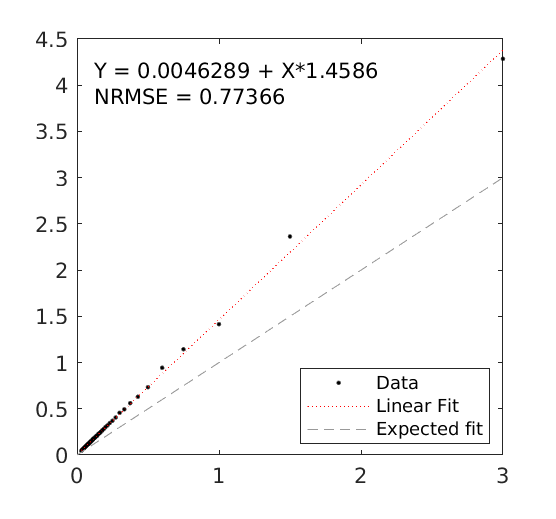 4.5
Y = 0.0046289 + X*1.4586
4
NRMSE = 0.77366
3.5
3
2.5
2
1.5
1
Data
0.5
Linear Fit
Expected fit
0
0
1
2
3